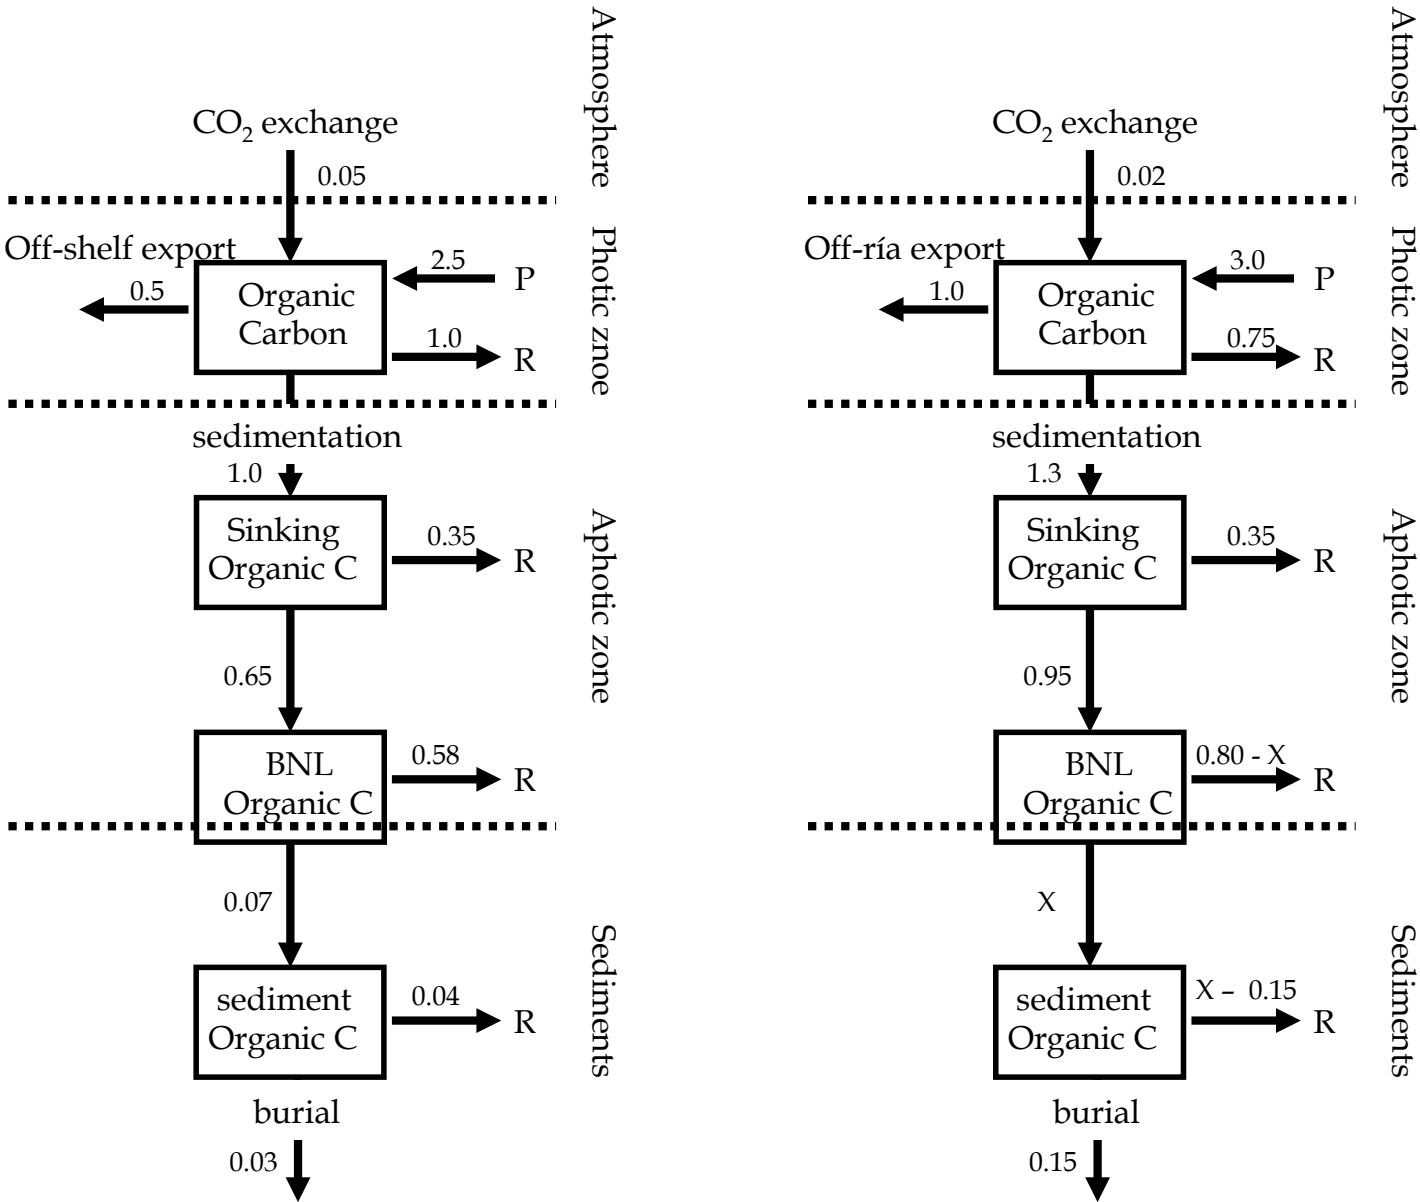 Atmosphere
CO₂ exchange
0.05
Off-shelf export
Photic znoe
2.5
P
0.5
Organic
Carbon
1.0
R
sedimentation
1.0
Aphotic zone
Sinking
Organic C
0.35
R
0.65
BNL
Organic C
0.58
R
0.07
Sediments
sediment
Organic C
0.04
R
burial
0.03
Atmosphere
CO₂ exchange
0.02
Off-ría export
Photic zone
3.0
P
1.0
Organic
Carbon
0.75
R
sedimentation
1.3
Aphotic zone
Sinking
Organic C
0.35
R
0.95
BNL
Organic C
0.80 - X
R
X
Sediments
sediment
Organic C
X – 0.15
R
burial
0.15